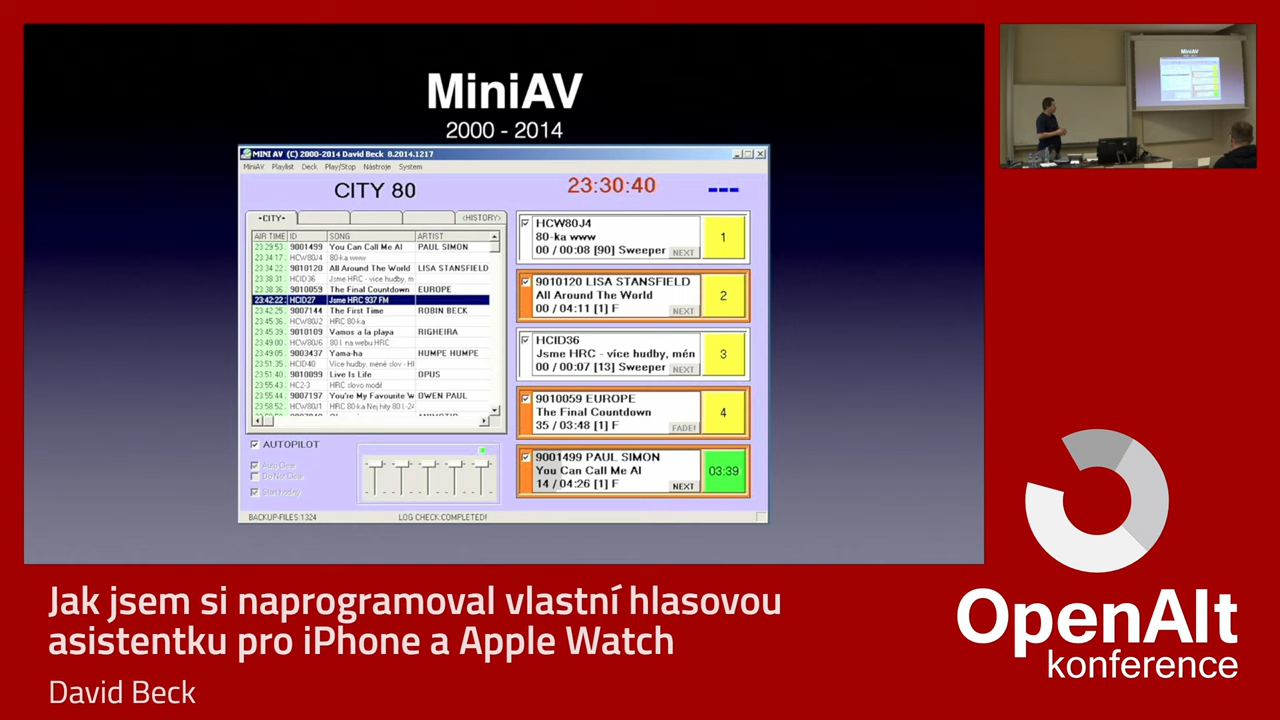 MiniAV
2000 - 2014
MINI AV (C) 2000-2014 David Beck 8.2014.1217
MiniAV Playlist Deck Play/Stop Nástroje System
CITY 80
23:30:40
---
•CITY•
<HISTORY>
AIR TIME ID SONG ARTIST
23:29:53 9001499 You Can Call Me Al PAUL SIMON
23:34:17 HCW80J4 80-ka www
23:34:22 9010120 All Around The World LISA STANSFIELD
23:38:31 HCID36 Jsme HRC - více hudby, m
23:38:36 9010059 The Final Countdown EUROPE
23:42:22 HCID27 Jsme HRC 937 FM
23:42:25 9007144 The First Time ROBIN BECK
23:45:36 HCW80J2 HRC 80-ka
23:45:39 9010109 Vamos a la playa RIGHEIRA
23:49:00 HCW80J6 80 l. na webu HRC
23:49:05 9003437 Yama-ha HUMPE HUMPE
23:51:35 HCID40 Více hudby, méně slov - H
23:51:40 9010099 Live Is Life OPUS
23:55:43 HC2-3 HRC slovo modif
23:55:44 9007197 You're My Favourite W OWEN PAUL
23:58:52 HCW80J1 HRC 80-ka Nej hity 80 l.
AUTOPILOT
Auto Clear
Do Not Clear
Start hodiny
BACKUP-FILES:1324
LOG CHECK:COMPLETED!
HCW80J4
80-ka www
00 / 00:08 [90] Sweeper NEXT
1
9010120 LISA STANSFIELD
All Around The World
00 / 04:11 [1] F NEXT
2
HCID36
Jsme HRC - více hudby, mén
00 / 00:07 [13] Sweeper NEXT
3
9010059 EUROPE
The Final Countdown
35 / 03:48 [1] F FADE!
4
9001499 PAUL SIMON
You Can Call Me Al
14 / 04:26 [1] F NEXT
03:39
MiniAV
Jak jsem si naprogramoval vlastní hlasovou
asistentku pro iPhone a Apple Watch
David Beck
OpenAlt
konference